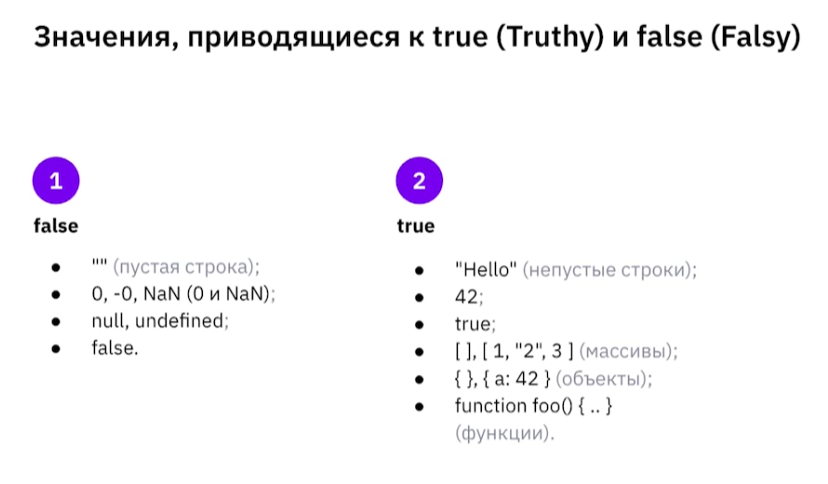 Значения, приводящиеся к true (Truthy) и false (Falsy)
1
false
• "" (пустая строка);
• 0, -0, NaN (0 и NaN);
• null, undefined;
• false.
2
true
• "Hello" (непустые строки);
• 42;
• true;
• [ ], [ 1, "2", 3 ] (массивы);
• { }, { a: 42 } (объекты);
• function foo() { .. }
(функции).